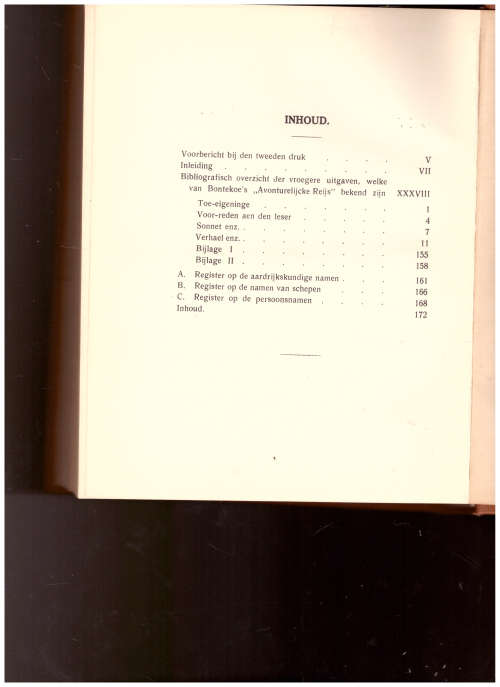 INHOUD.
Voorbericht bij den tweeden druk . . . . V
Inleiding . . . . . . . . . VII
Bibliografisch overzicht der vroegere uitgaven, welke
van Bontekoe's „Avonturelijcke Reijs" bekend zijn XXXVIII
Toe-eigeninge . . . . . . . 1
Voor-reden aen den leser . . . . . 4
Sonnet enz. . . . . . . . 7
Verhael enz. . . . . . . . 11
Bijlage I . . . . . . . . 155
Bijlage II . . . . . . . . 158
A. Register op de aardrijkskundige namen . . . 161
B. Register op de namen van schepen . . . 166
C. Register op de persoonsnamen . . . . 168
Inhoud. 172